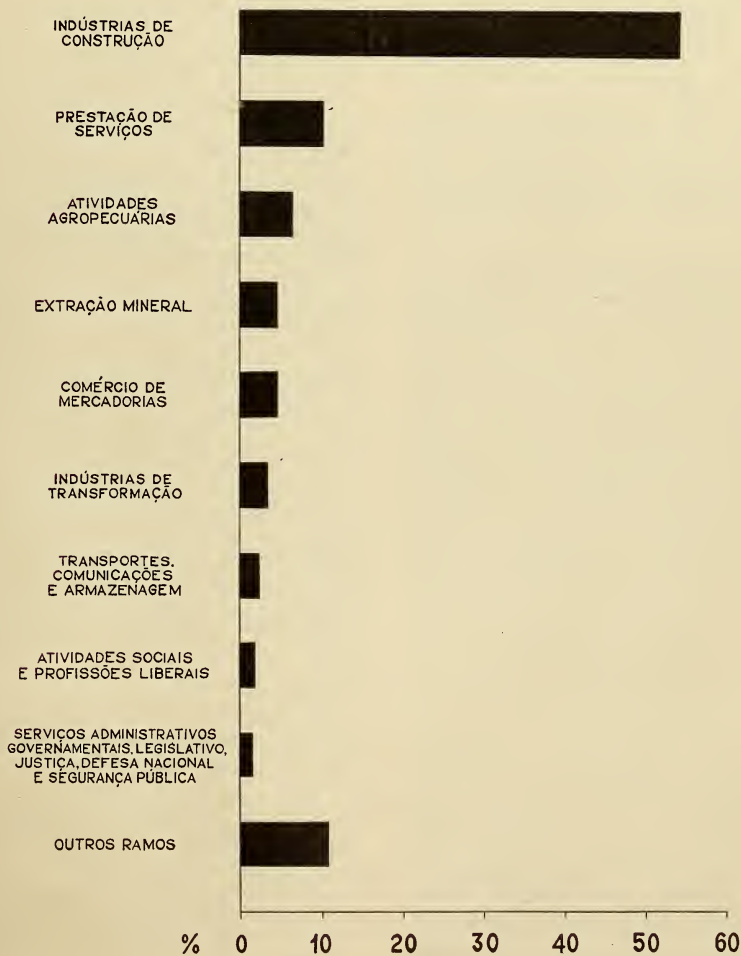 INDÚSTRIAS DE
CONSTRUÇÃO
PRESTAÇÃO DE
SERVIÇOS
ATIVIDADES
AGROPECUÁRIAS
EXTRAÇÃO MINERAL
COMÉRCIO DE
MERCADORIAS
INDÚSTRIAS DE
TRANSFORMAÇÃO
TRANSPORTES.
COMUNICAÇÕES
E ARMAZENAGEM
ATIVIDADES SOCIAIS
E PROFISSÕES LIBERAIS
SERVIÇOS ADMINISTRATIVOS
GOVERNAMENTAIS, LEGISLATIVO,
JUSTIÇA, DEFESA NACIONAL
E SEGURANÇA PÚBLICA
OUTROS RAMOS
% 0 10 20 30 40 50 60